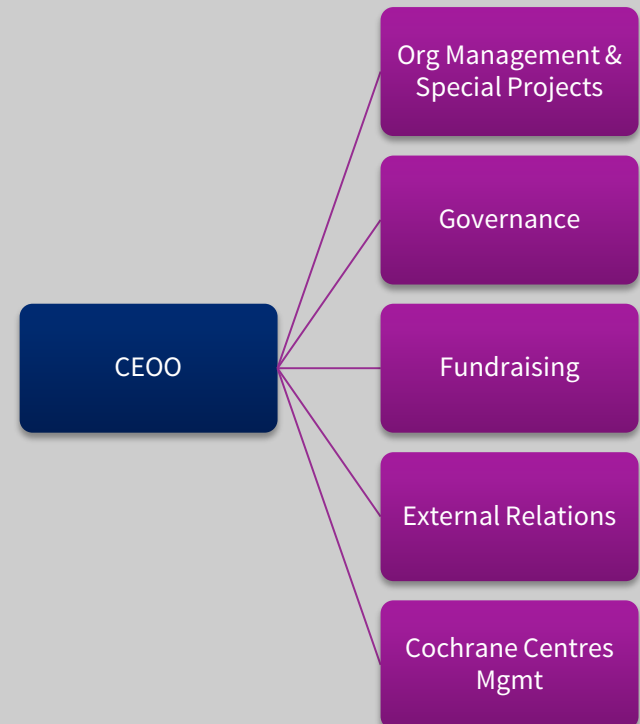 Org Management &
Special Projects
Governance
CEOO
Fundraising
External Relations
Cochrane Centres
Mgmt